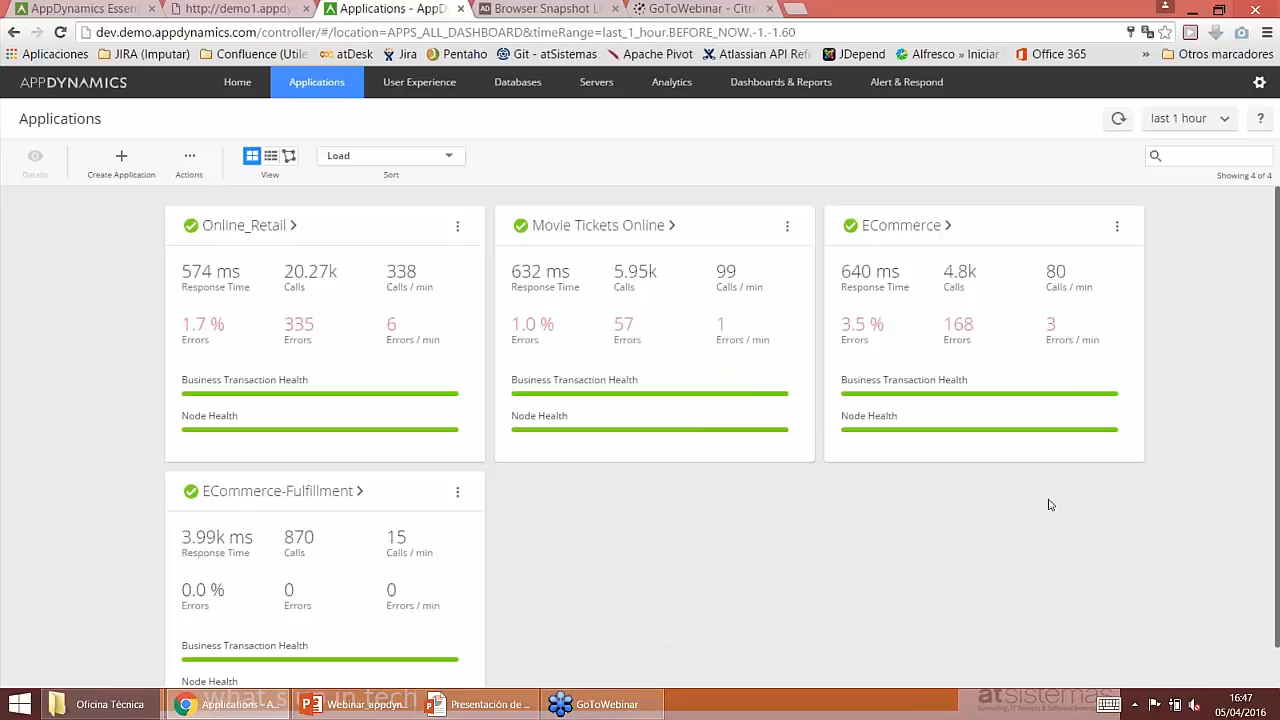 AppDynamics Essent
http://demo1.appdy
Applications - AppD
Browser Snapshot Li
GoToWebinar - Citri
dev.demo.appdynamics.com/controller/#/location=APPS_ALL_DASHBOARD&timeRange=last_1_hour.BEFORE_NOW.-1.-1.60
Aplicaciones JIRA (Imputar) Confluence (Utile atDesk Jira Pentaho Git - atSistemas Apache Pivot Atlassian API Ref JDepend Alfresco » Iniciar Office 365 » Otros marcadores
APPDYNAMICS Home Applications User Experience Databases Servers Analytics Dashboards & Reports Alert & Respond
Applications last 1 hour ?
Details Create Application Actions View Load Sort
Showing 4 of 4
Online_Retail
574 ms 20.27k 338
Response Time Calls Calls / min
1.7 % 335 6
Errors Errors Errors / min
Business Transaction Health
Node Health
Movie Tickets Online
632 ms 5.95k 99
Response Time Calls Calls / min
1.0 % 57 1
Errors Errors Errors / min
Business Transaction Health
Node Health
ECommerce
640 ms 4.8k 80
Response Time Calls Calls / min
3.5 % 168 3
Errors Errors Errors / min
Business Transaction Health
Node Health
ECommerce-Fulfillment
3.99k ms 870 15
Response Time Calls Calls / min
0.0 % 0 0
Errors Errors Errors / min
Business Transaction Health
Node Health
Oficina Técnica
Applications - A...
Webinar_appdyn...
Presentación de ...
GoToWebinar
atsistemas
16:47
05/04/2016